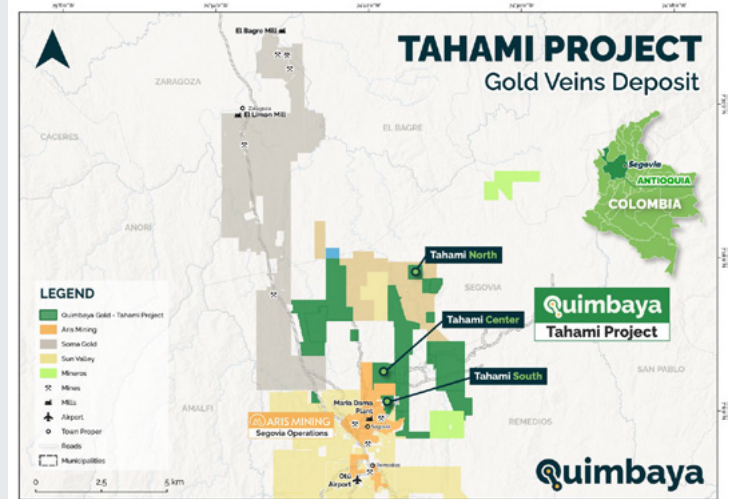 TAHAMI PROJECT
Gold Veins Deposit
El Bagre Mill
ZARAGOZA
Zaragoza
El Limon Mill
CACERES
EL BAGRE
Segovia
ANTIOQUIA
COLOMBIA
ANORI
Tahami North
SEGOVIA
LEGEND
Quimbaya Gold - Tahami Project
Aris Mining
Soma Gold
Sun Valley
Mineros
Mines
Mills
Airport
Town Proper
Roads
Municipalities
0 2.5 5 km
Quimbaya
Tahami Project
Tahami Center
SAN PABLO
Tahami South
AMALFI
Maria Dama
Plant
ARIS MINING
Segovia Operations
Segovia
REMEDIOS
Remedios
Otú
Airport
Quimbaya